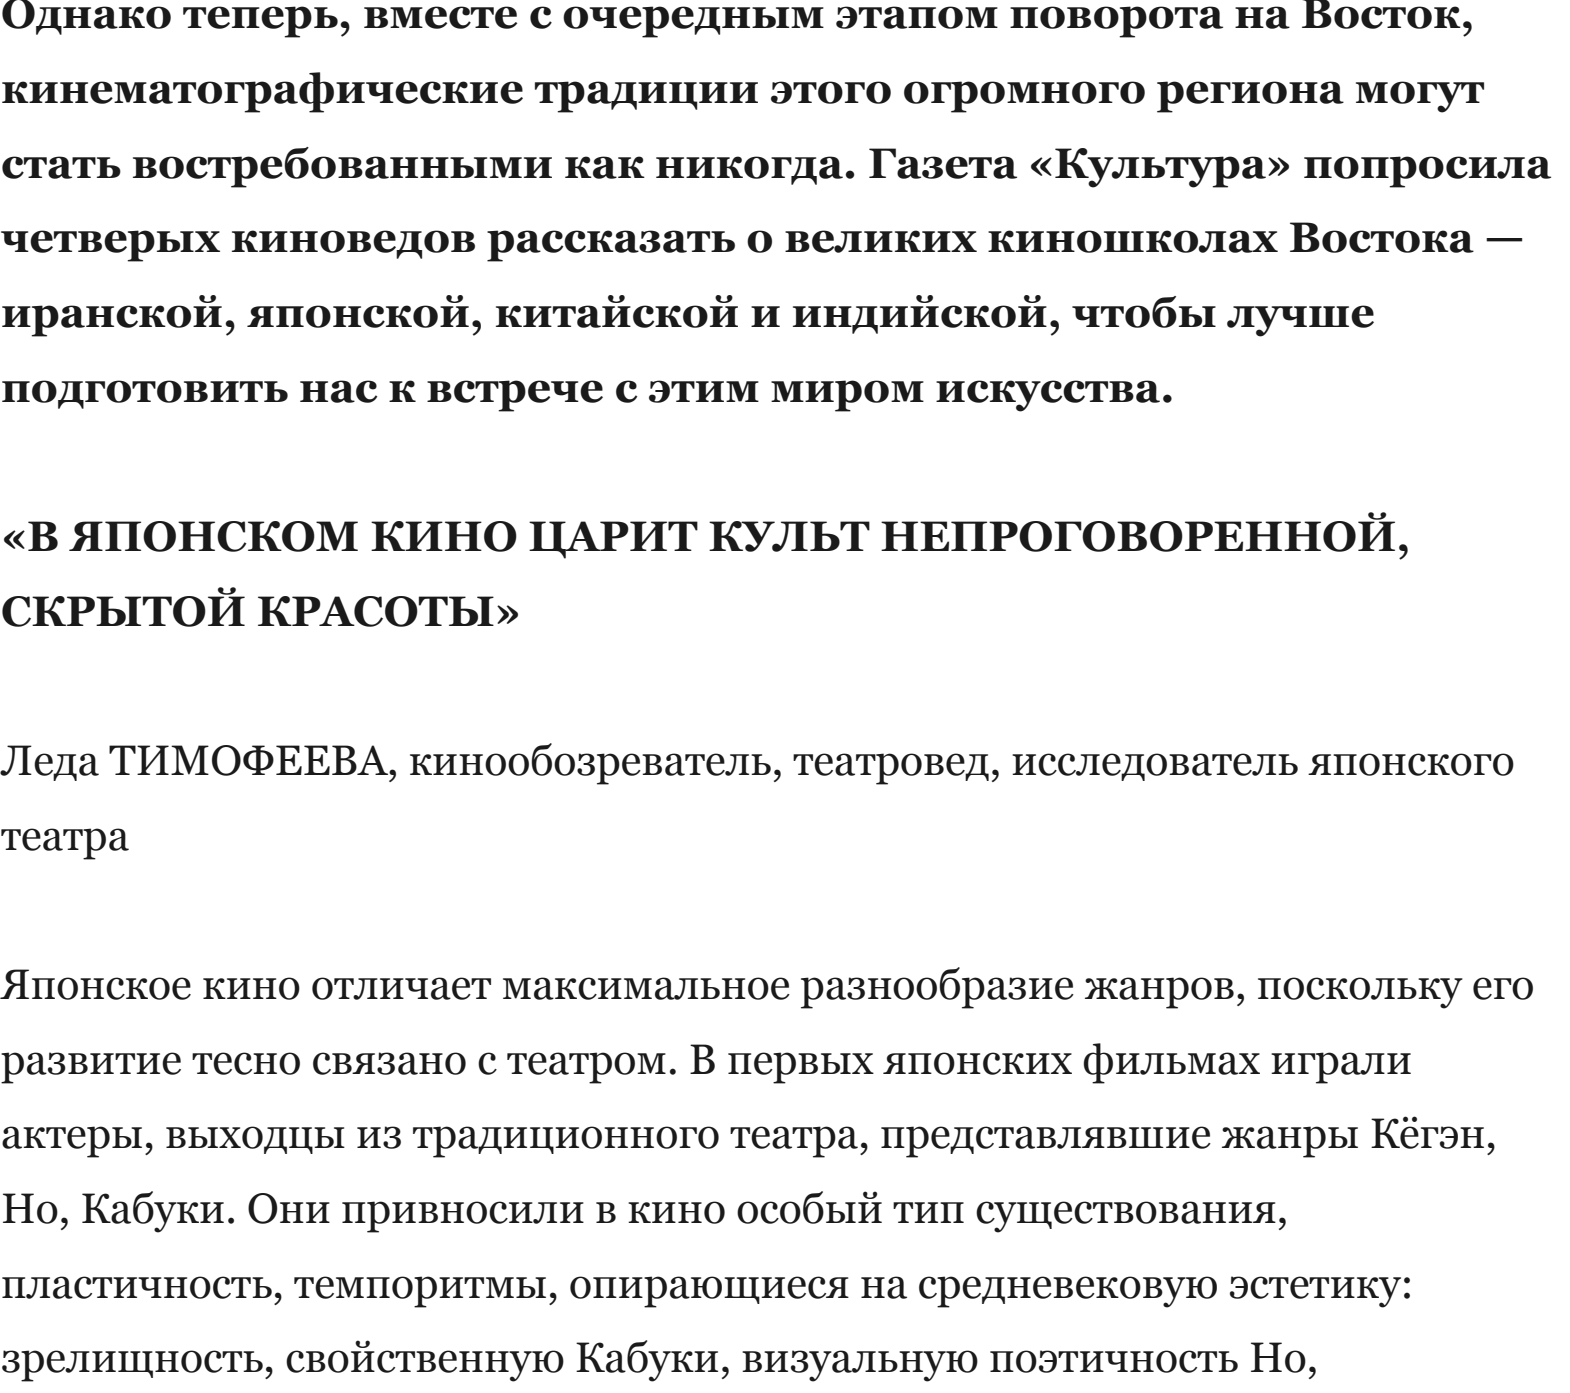 Однако теперь, вместе с очередным этапом поворота на Восток,
кинематографические традиции этого огромного региона могут
стать востребованными как никогда. Газета «Культура» попросила
четверых киноведов рассказать о великих киношколах Востока —
иранской, японской, китайской и индийской, чтобы лучше
подготовить нас к встрече с этим миром искусства.
«В ЯПОНСКОМ КИНО ЦАРИТ КУЛЬТ НЕПРОГОВОРЕННОЙ,
СКРЫТОЙ КРАСОТЫ»
Леда ТИМОФЕЕВА, кинообозреватель, театровед, исследователь японского
театра
Японское кино отличает максимальное разнообразие жанров, поскольку его
развитие тесно связано с театром. В первых японских фильмах играли
актеры, выходцы из традиционного театра, представлявшие жанры Кёгэн,
Но, Кабуки. Они привносили в кино особый тип существования,
пластичность, темпоритмы, опирающиеся на средневековую эстетику:
зрелищность, свойственную Кабуки, визуальную поэтичность Но,